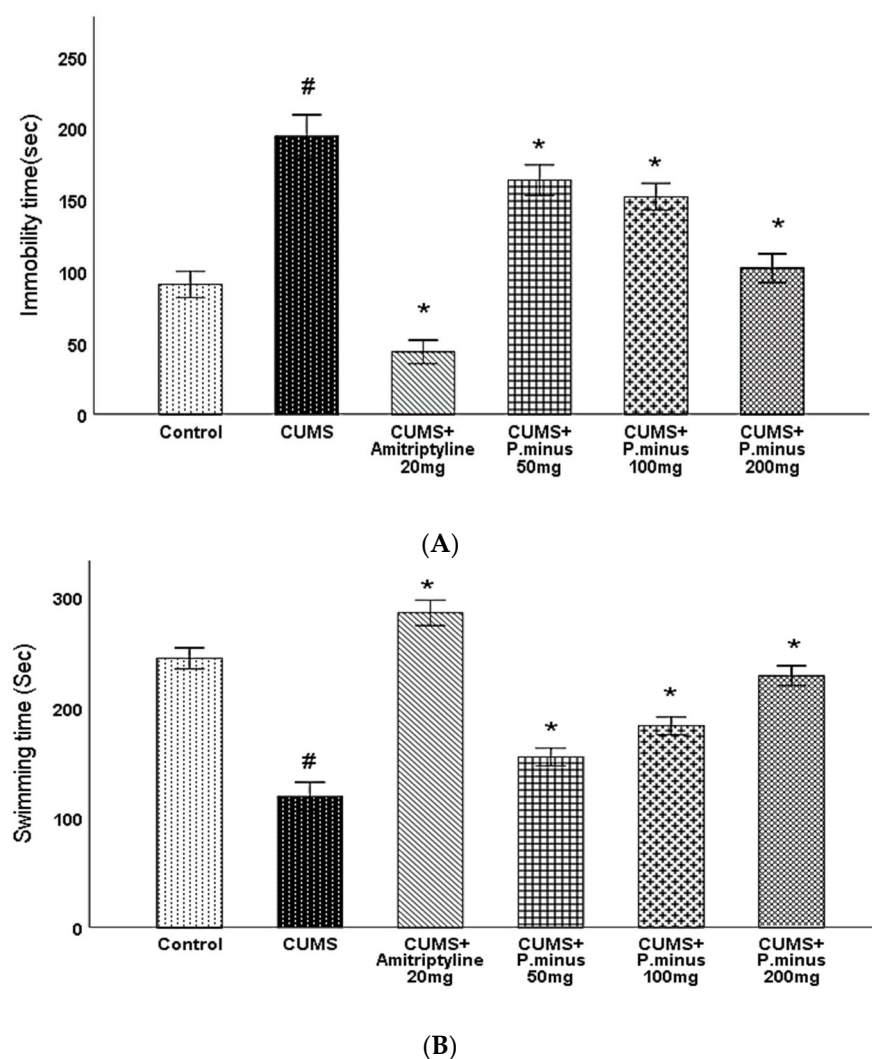 Immobility time(sec)
250
200
150
100
50
0
#
*
*
*
*
Control CUMS CUMS+ CUMS+ CUMS+ CUMS+
Amitriptyline P.minus P.minus P.minus
20mg 50mg 100mg 200mg
(A)
Swimming time (Sec)
300
200
100
0
#
*
*
*
*
Control CUMS CUMS+ CUMS+ CUMS+ CUMS+
Amitriptyline P.minus P.minus P.minus
20mg 50mg 100mg 200mg
(B)